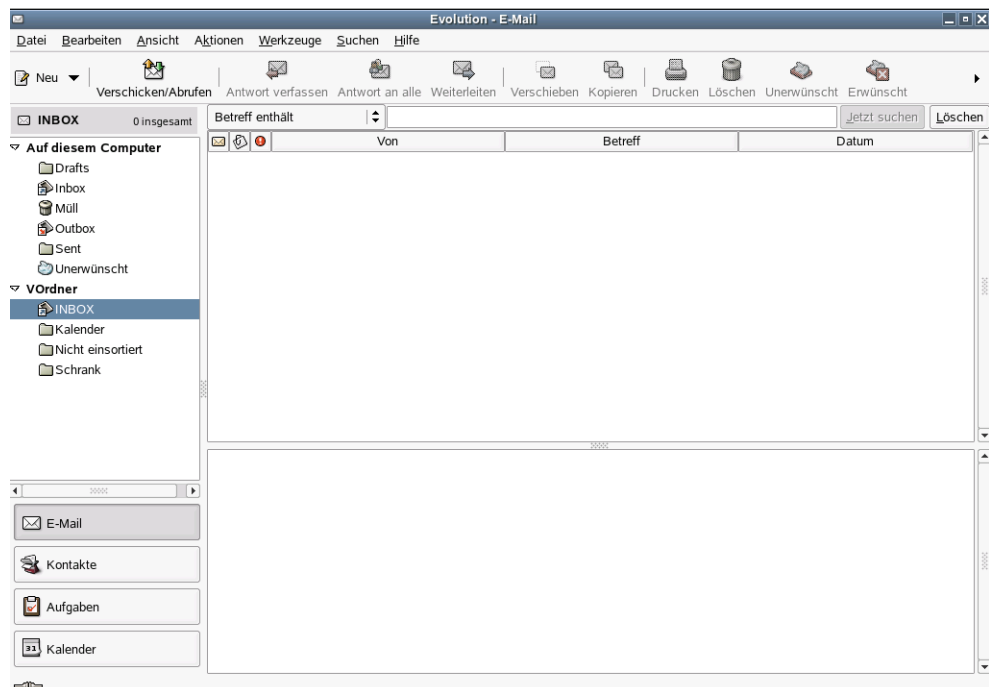 Evolution - E-Mail
Datei Bearbeiten Ansicht Aktionen Werkzeuge Suchen Hilfe
Neu Verschicken/Abrufen Antwort verfassen Antwort an alle Weiterleiten Verschieben Kopieren Drucken Löschen Unerwünscht Erwünscht
INBOX 0 insgesamt Betreff enthält Jetzt suchen Löschen
Von Betreff Datum
Auf diesem Computer
Drafts
Inbox
Müll
Outbox
Sent
Unerwünscht
VOrdner
INBOX
Kalender
Nicht einsortiert
Schrank
E-Mail
Kontakte
Aufgaben
31 Kalender